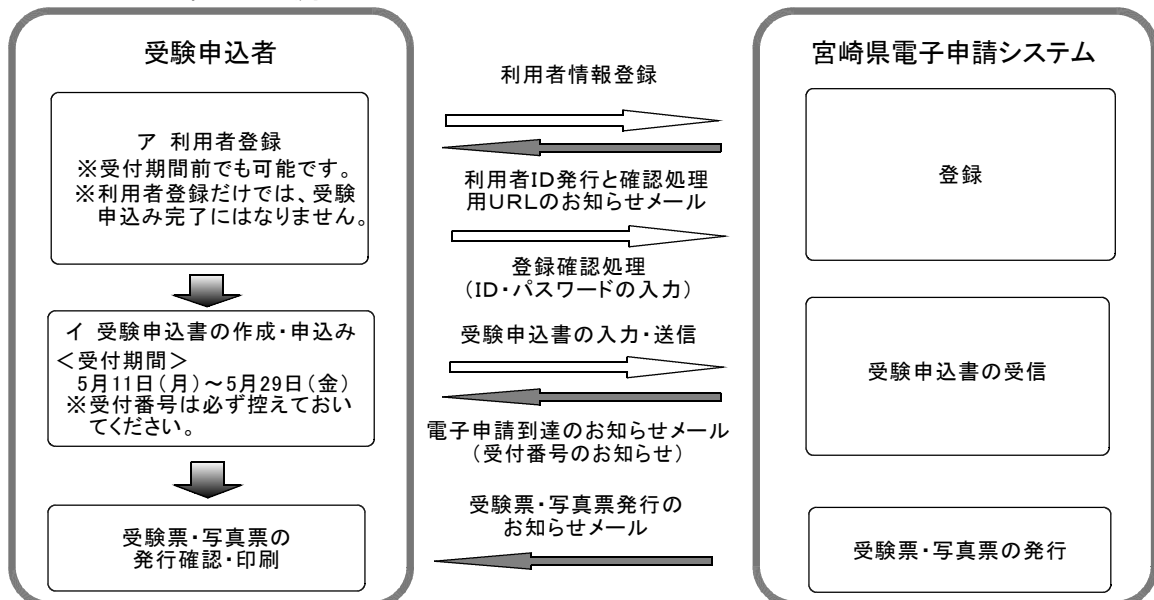 受験申込者
ア 利用者登録
※受付期間前でも可能です。
※利用者登録だけでは、受験
申込み完了にはなりません。
イ 受験申込書の作成・申込み
＜受付期間＞
5月11日（月）～5月29日（金）
※受付番号は必ず控えておい
てください。
受験票・写真票の
発行確認・印刷
利用者情報登録
利用者ID発行と確認処理
用URLのお知らせメール
登録確認処理
（ID・パスワードの入力）
受験申込書の入力・送信
電子申請到達のお知らせメール
（受付番号のお知らせ）
受験票・写真票発行の
お知らせメール
宮崎県電子申請システム
登録
受験申込書の受信
受験票・写真票の発行